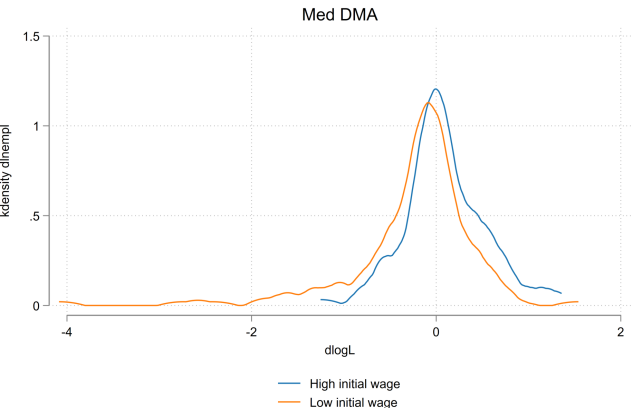 Med DMA
1.5
1
.5
0
kdensity dlnempl
-4
-2
0
2
dlogL
High initial wage
Low initial wage